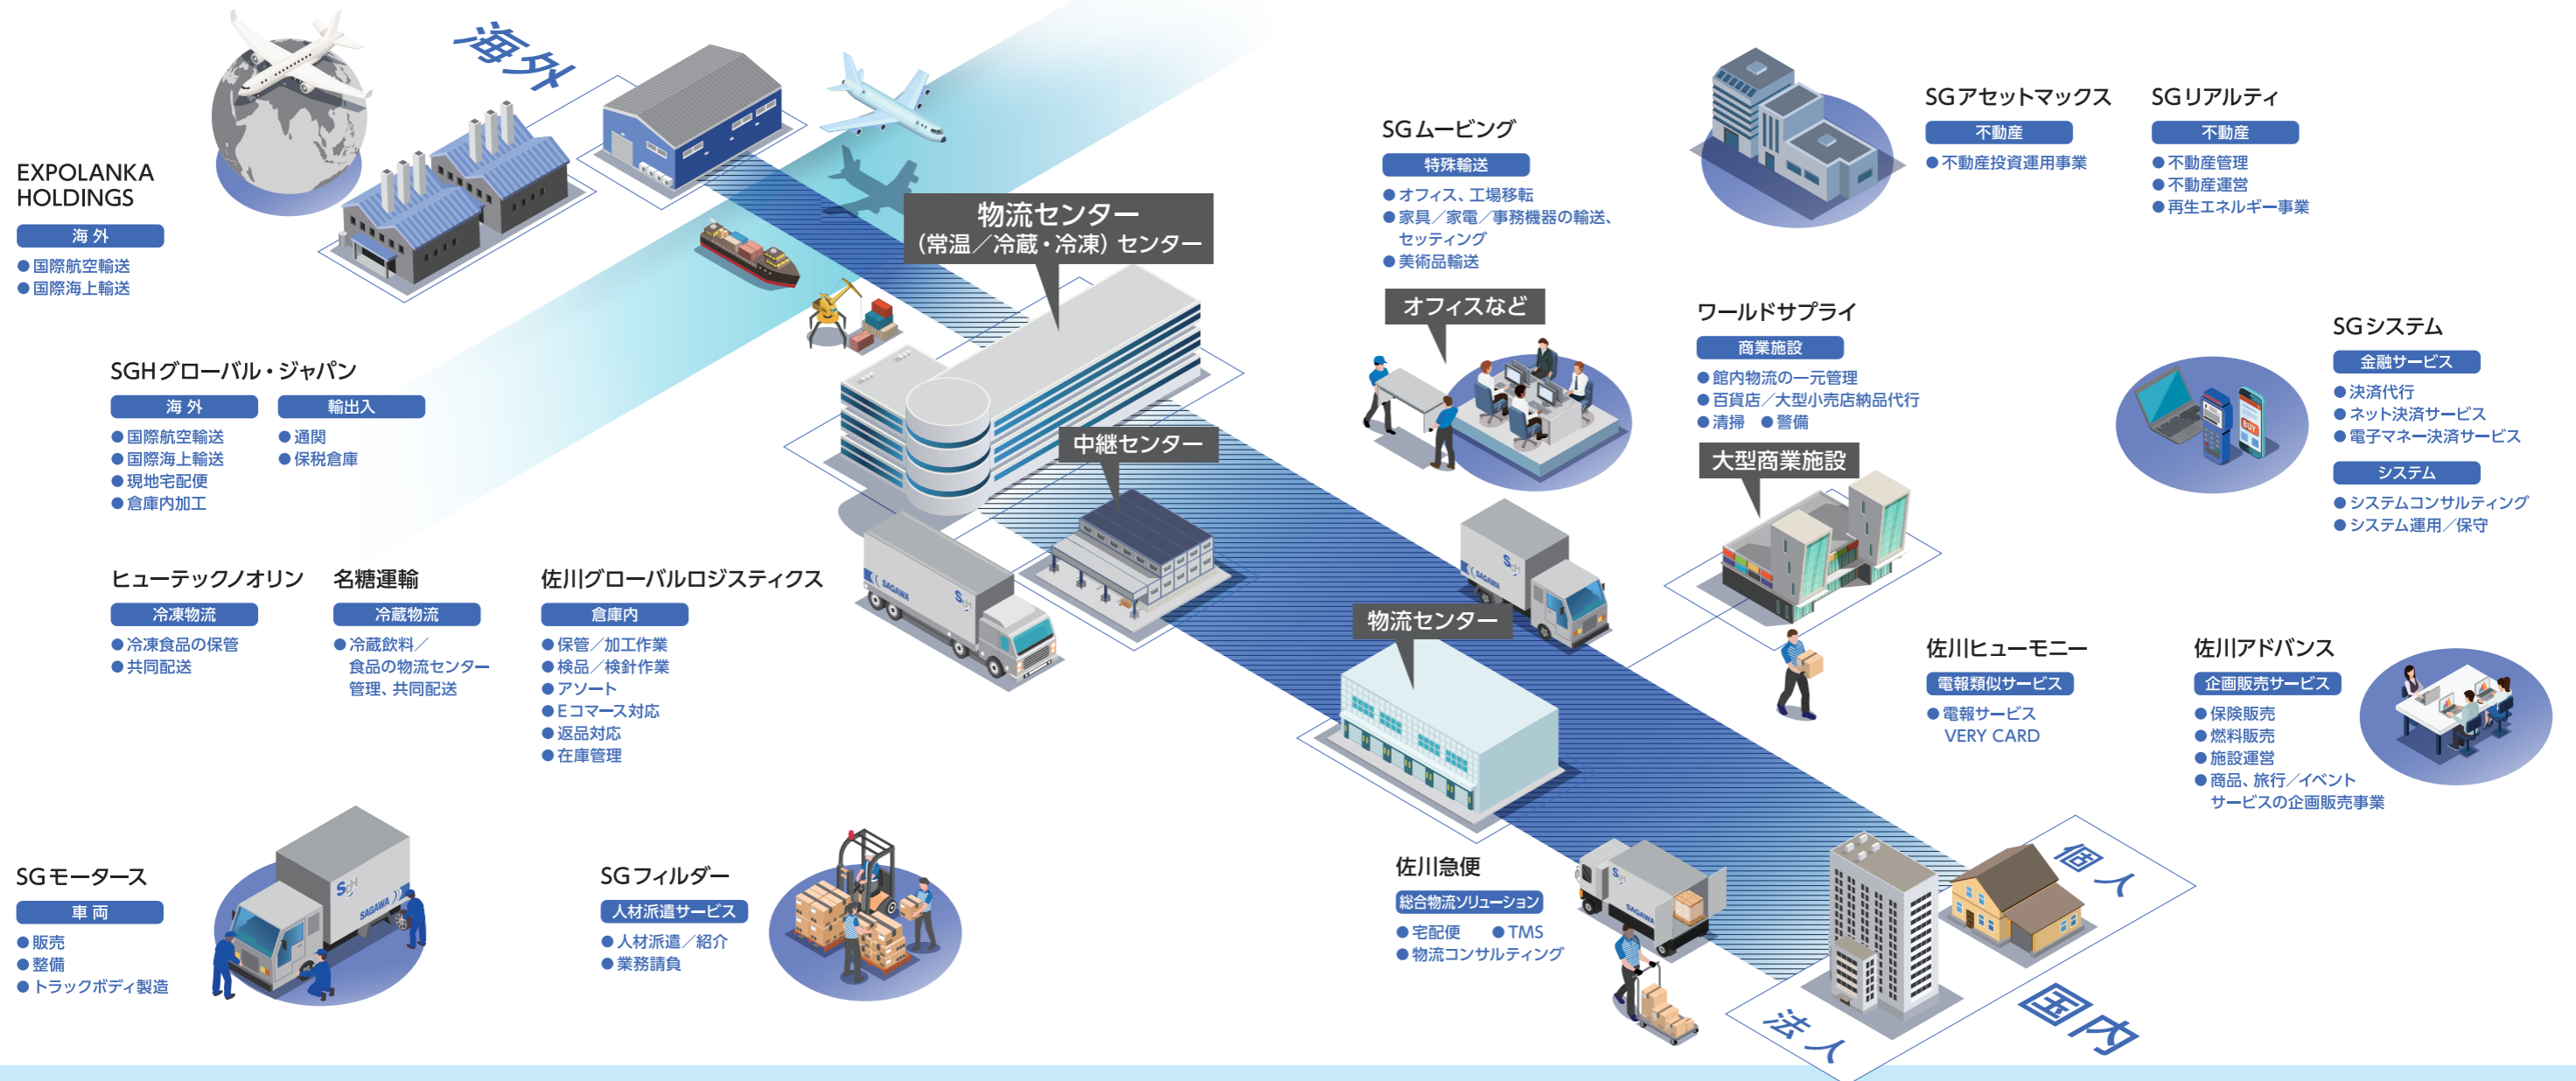 海外
EXPOLANKA
HOLDINGS
海外
●国際航空輸送
●国際海上輸送
SGHグローバル・ジャパン
海外
●国際航空輸送
●国際海上輸送
●現地宅配便
●倉庫内加工
輸出入
●通関
●保税倉庫
ヒューテックノオリン
冷凍物流
●冷凍食品の保管
●共同配送
名糖運輸
冷蔵物流
●冷蔵飲料／
食品の物流センター
管理、共同配送
佐川グローバルロジスティクス
倉庫内
●保管／加工作業
●検品／検針作業
●アソート
●Eコマース対応
●返品対応
●在庫管理
SGモータース
車両
●販売
●整備
●トラックボディ製造
SGH
SAGAWA
SGフィルダー
人材派遣サービス
●人材派遣／紹介
●業務請負
物流センター
（常温／冷蔵・冷凍）センター
中継センター
SAGAWA
SGH
SGムービング
特殊輸送
●オフィス、工場移転
●家具／家電／事務機器の輸送、
セッティング
●美術品輸送
オフィスなど
SAGAWA
SGH
物流センター
SGアセットマックス
不動産
●不動産投資運用事業
SGリアルティ
不動産
●不動産管理
●不動産運営
●再生エネルギー事業
ワールドサプライ
商業施設
●館内物流の一元管理
●百貨店／大型小売店納品代行
●清掃 ●警備
大型商業施設
SGシステム
金融サービス
●決済代行
●ネット決済サービス
●電子マネー決済サービス
システム
●システムコンサルティング
●システム運用／保守
BUY
佐川ヒューモニー
電報類似サービス
●電報サービス
VERY CARD
佐川アドバンス
企画販売サービス
●保険販売
●燃料販売
●施設運営
●商品、旅行／イベント
サービスの企画販売事業
佐川急便
総合物流ソリューション
●宅配便 ●TMS
●物流コンサルティング
SGH
SAGAWA
個人
法人
国内